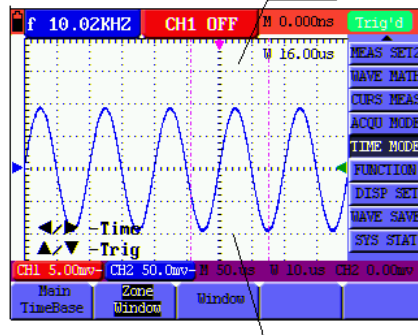 f 10.02KHZ CH1 OFF M 0.000ns Trig'd
W 16.00us
MEAS SET2
WAVE MATH
CURS MEAS
ACQU MODE
TIME MODE
FUNCTION
DISP SET
WAVE SAVE
SYS STAT
◄/► -Time
▲/▼ -Trig
CH1 5.00mv- CH2 50.0mv- M 50.us W 10.us CH2 0.00mv
Main TimeBase
Zone Window
Window